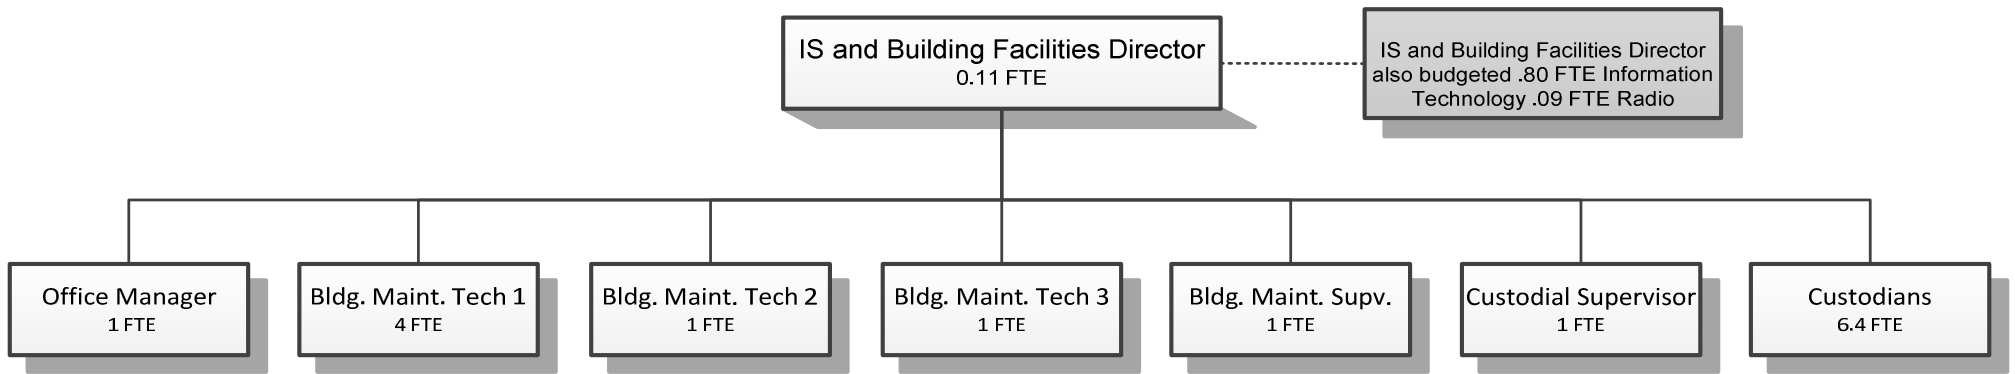 IS and Building Facilities Director
0.11 FTE
IS and Building Facilities Director
also budgeted .80 FTE Information
Technology .09 FTE Radio
Office Manager
1 FTE
Bldg. Maint. Tech 1
4 FTE
Bldg. Maint. Tech 2
1 FTE
Bldg. Maint. Tech 3
1 FTE
Bldg. Maint. Supv.
1 FTE
Custodial Supervisor
1 FTE
Custodians
6.4 FTE